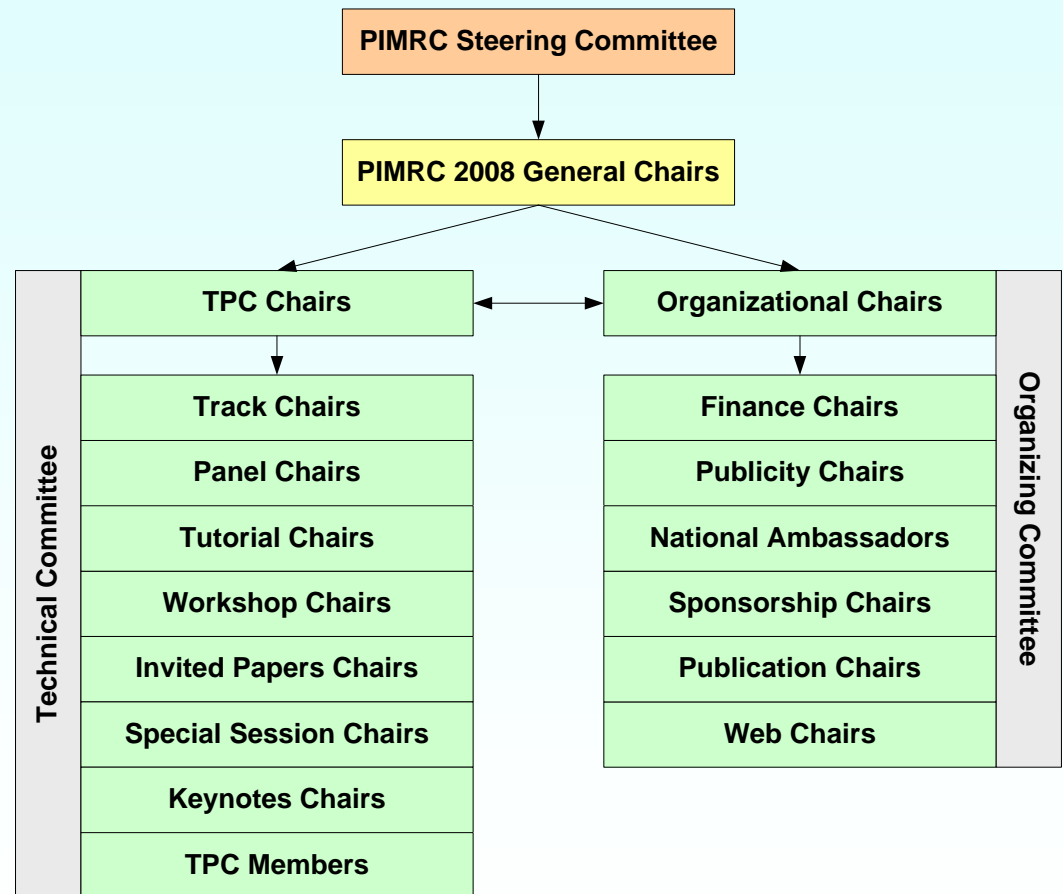 PIMRC Steering Committee
PIMRC 2008 General Chairs
Technical Committee
TPC Chairs
Track Chairs
Panel Chairs
Tutorial Chairs
Workshop Chairs
Invited Papers Chairs
Special Session Chairs
Keynotes Chairs
TPC Members
Organizational Chairs
Finance Chairs
Publicity Chairs
National Ambassadors
Sponsorship Chairs
Publication Chairs
Web Chairs
Organizing Committee